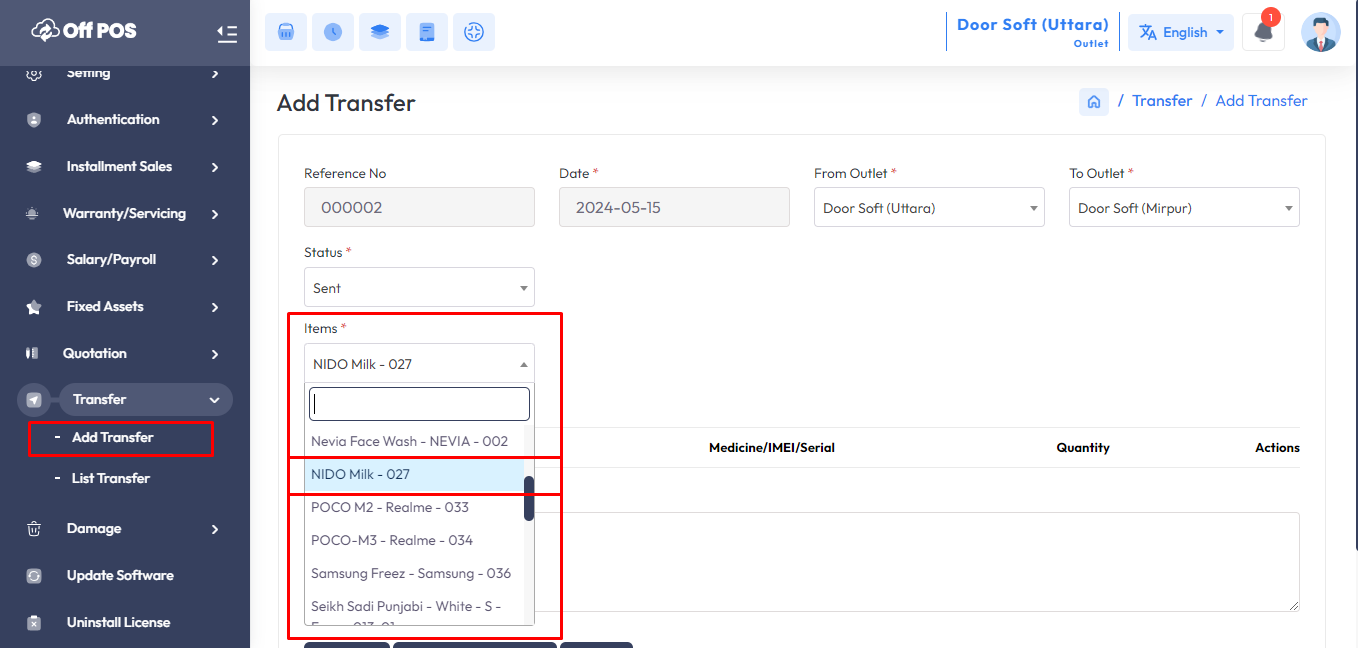 Off POS
Door Soft (Uttara)
Outlet
English
1
Setting
Authentication
Installment Sales
Warranty/Servicing
Salary/Payroll
Fixed Assets
Quotation
Transfer
- Add Transfer
- List Transfer
Damage
Update Software
Uninstall License
Add Transfer
/ Transfer / Add Transfer
Reference No
Date *
From Outlet *
To Outlet *
000002
2024-05-15
Door Soft (Uttara)
Door Soft (Mirpur)
Status *
Sent
Items *
NIDO Milk - 027
Nevia Face Wash - NEVIA - 002
NIDO Milk - 027
POCO M2 - Realme - 033
POCO-M3 - Realme - 034
Samsung Freez - Samsung - 036
Seikh Sadi Punjabi - White - S -
Medicine/IMEI/Serial
Quantity
Actions